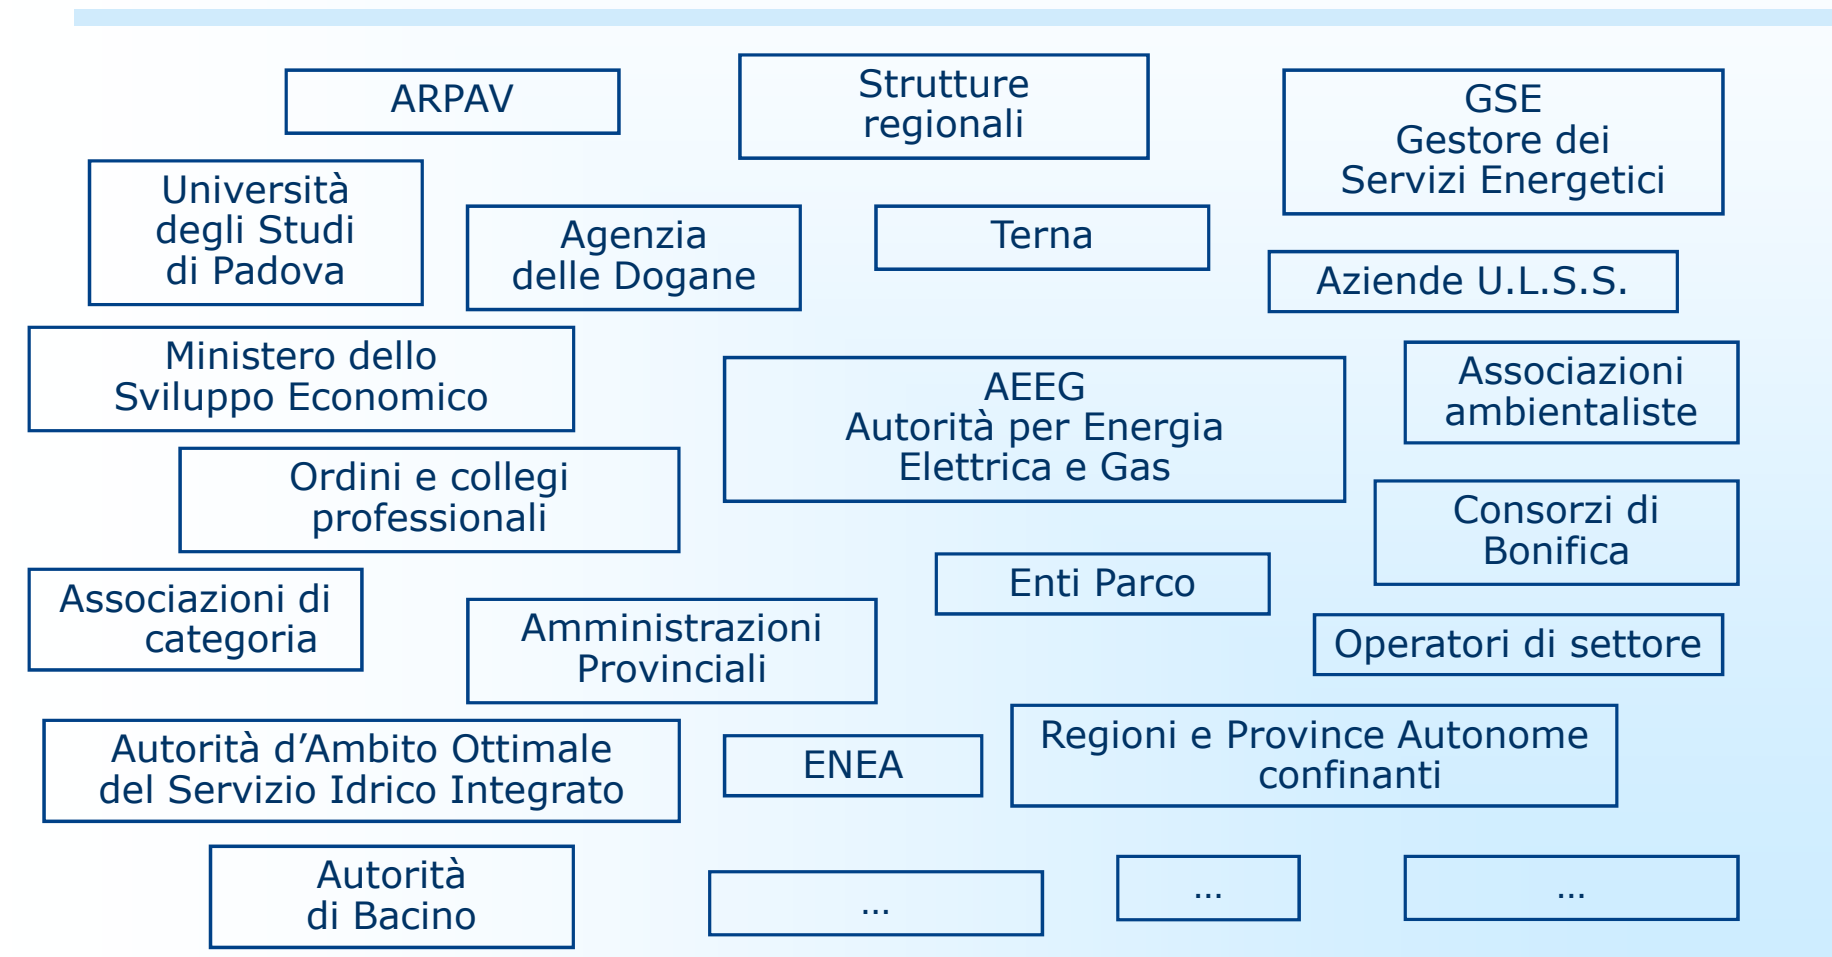 ARPAV
Strutture
regionali
GSE
Gestore dei
Servizi Energetici
Università
degli Studi
di Padova
Agenzia
delle Dogane
Terna
Aziende U.L.S.S.
Ministero dello
Sviluppo Economico
AEEG
Autorità per Energia
Elettrica e Gas
Associazioni
ambientaliste
Ordini e collegi
professionali
Consorzi di
Bonifica
Associazioni di
categoria
Amministrazioni
Provinciali
Enti Parco
Operatori di settore
Autorità d’Ambito Ottimale
del Servizio Idrico Integrato
ENEA
Regioni e Province Autonome
confinanti
Autorità
di Bacino
…
…
…